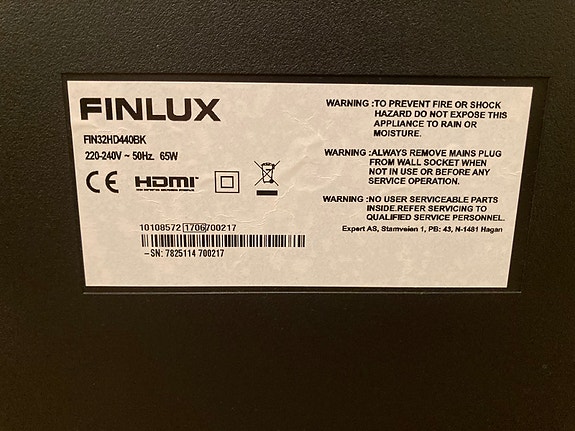 FINLUX
FIN32HD440BK
220-240V ~ 50Hz. 65W
CE HDMI
10108572 1706 700217
-SN: 7825114 700217
WARNING :TO PREVENT FIRE OR SHOCK
HAZARD DO NOT EXPOSE THIS
APPLIANCE TO RAIN OR
MOISTURE.
WARNING :ALWAYS REMOVE MAINS PLUG
FROM WALL SOCKET WHEN
NOT IN USE OR BEFORE ANY
SERVICE OPERATION.
WARNING :NO USER SERVICEABLE PARTS
INSIDE.REFER SERVICING TO
QUALIFIED SERVICE PERSONNEL.
Expert AS, Stamveien 1, PB: 43, N-1481 Hagan